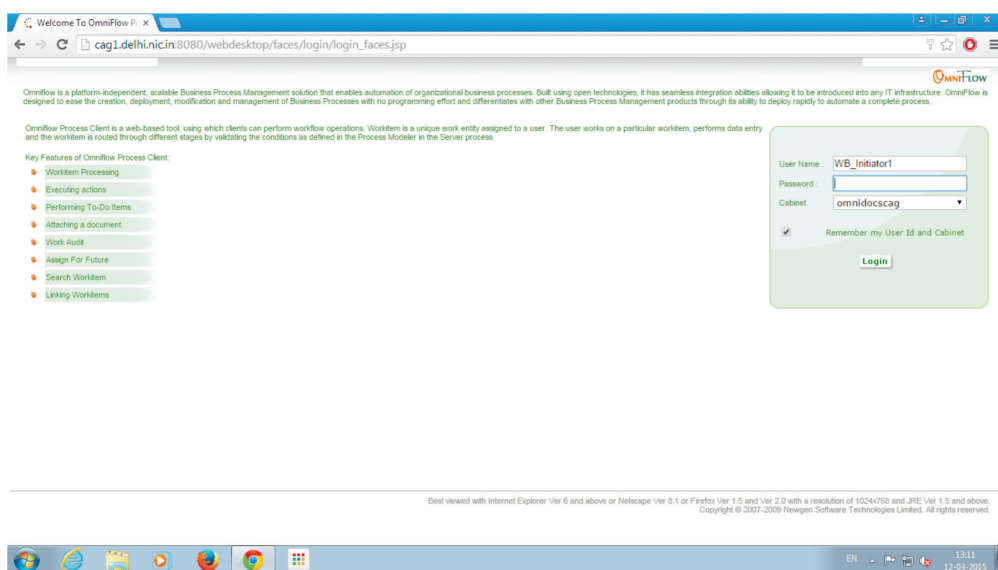 Welcome To OmniFlow Pr
cag1.delhi.nic.in:8080/webdesktop/faces/login/login_faces.jsp
OMNIFLOW
Omniflow is a platform-independent, scalable Business Process Management solution that enables automation of organizational business processes. Built using open technologies, it has seamless integration abilities allowing it to be introduced into any IT infrastructure. OmniFlow is
designed to ease the creation, deployment, modification and management of Business Processes with no programming effort and differentiates with other Business Process Management products through its ability to deploy rapidly to automate a complete process.
Omniflow Process Client is a web-based tool, using which clients can perform workflow operations. Workitem is a unique work entity assigned to a user. The user works on a particular workitem, performs data entry
and the workitem is routed through different stages by validating the conditions as defined in the Process Modeler in the Server process.
Key Features of Omniflow Process Client:
Workitem Processing
Executing actions
Performing To-Do Items
Attaching a document
Work Audit
Assign For Future
Search Workitem
Linking Workitems
User Name : WB_Initiator1
Password :
Cabinet omnidocscag
Remember my User Id and Cabinet
Login
Best viewed with Internet Explorer Ver 6 and above or Netscape Ver 8.1 or Firefox Ver 1.5 and Ver 2.0 with a resolution of 1024x768 and JRE Ver 1.5 and above.
Copyright © 2007-2009 Newgen Software Technologies Limited. All rights reserved.
EN
13:11
12-03-2015